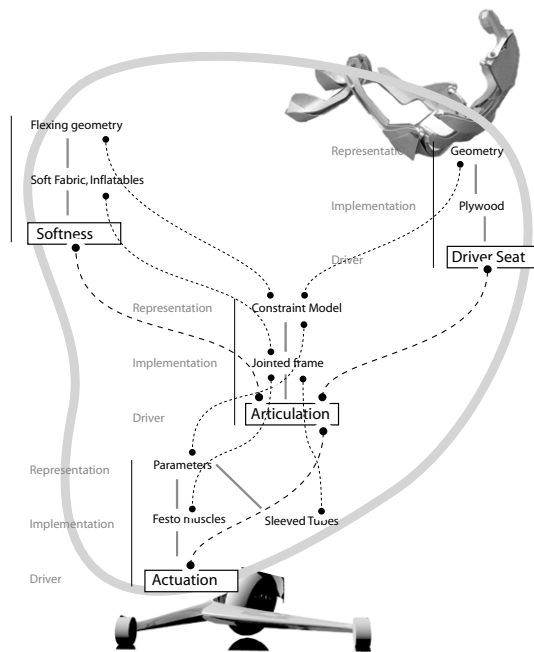 Flexing geometry
Soft Fabric, Inflatables
Softness
Representation
Geometry
Implementation
Plywood
Driver
Driver Seat
Representation
Constraint Model
Implementation
Jointed frame
Driver
Articulation
Representation
Parameters
Implementation
Festo muscles
Sleeved Tubes
Driver
Actuation